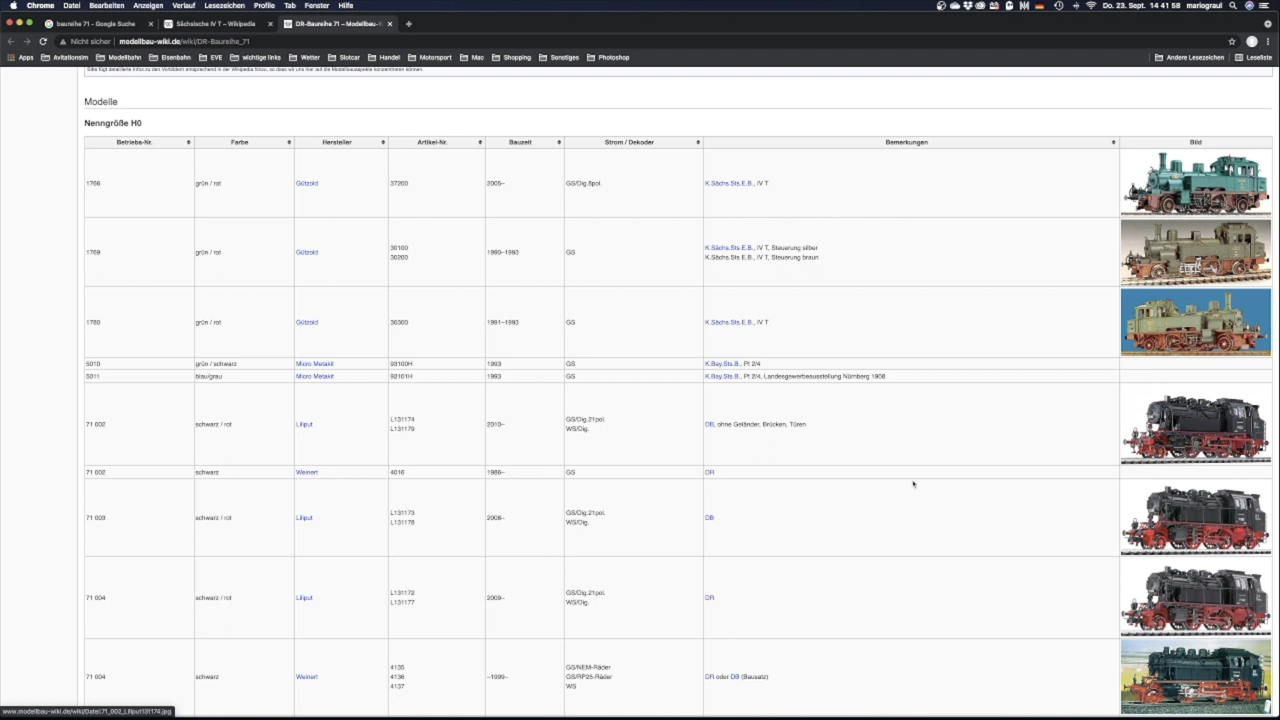 Chrome Datei Bearbeiten Anzeigen Verlauf Lesezeichen Profile Tab Fenster Hilfe
Do. 23. Sept. 14 41 58 mariograul
baureihe 71 - Google Suche
Sächsische IV T – Wikipedia
DR-Baureihe 71 – Modellbau-W
Nicht sicher | modellbau-wiki.de/wiki/DR-Baureihe_71
Apps Avitationsim Modellbahn Eisenbahn EVE wichtige links Wetter Slotcar Handel Motorsport Mac Shopping Sonstiges Photoshop
Andere Lesezeichen Leseliste
Modelle
Nenngröße H0
Betriebs-Nr. Farbe Hersteller Artikel-Nr. Bauzeit Strom / Dekoder Bemerkungen Bild
1766 grün / rot Gützold 37200 2005– GS/Dig.8pol. K.Sächs.Sts.E.B., IV T
1769 grün / rot Gützold 30100 1990–1993 GS K.Sächs.Sts.E.B., IV T, Steuerung silber
30200 K.Sächs.Sts.E.B., IV T, Steuerung braun
1780 grün / rot Gützold 30300 1991–1993 GS K.Sächs.Sts.E.B., IV T
5010 grün / schwarz Micro Metakit 93100H 1993 GS K.Bay.Sts.B., Pt 2/4
5011 blau/grau Micro Metakit 93101H 1993 GS K.Bay.Sts.B., Pt 2/4, Landesgewerbeausstellung Nürnberg 1908
71 002 schwarz / rot Liliput L131174 2010– GS/Dig.21pol. DB, ohne Geländer, Brücken, Türen
L131179 WS/Dig.
71 002 schwarz Weinert 4016 1986– GS DR
71 003 schwarz / rot Liliput L131173 2008– GS/Dig.21pol. DB
L131178 WS/Dig.
71 004 schwarz / rot Liliput L131172 2009– GS/Dig.21pol. DR
L131177 WS/Dig.
71 004 schwarz Weinert 4135 –1999– GS/NEM-Räder DR oder DB (Bausatz)
4136 GS/RP25-Räder
4137 WS
www.modellbau-wiki.de/wiki/Datei:71_002_Liliput131174.jpg